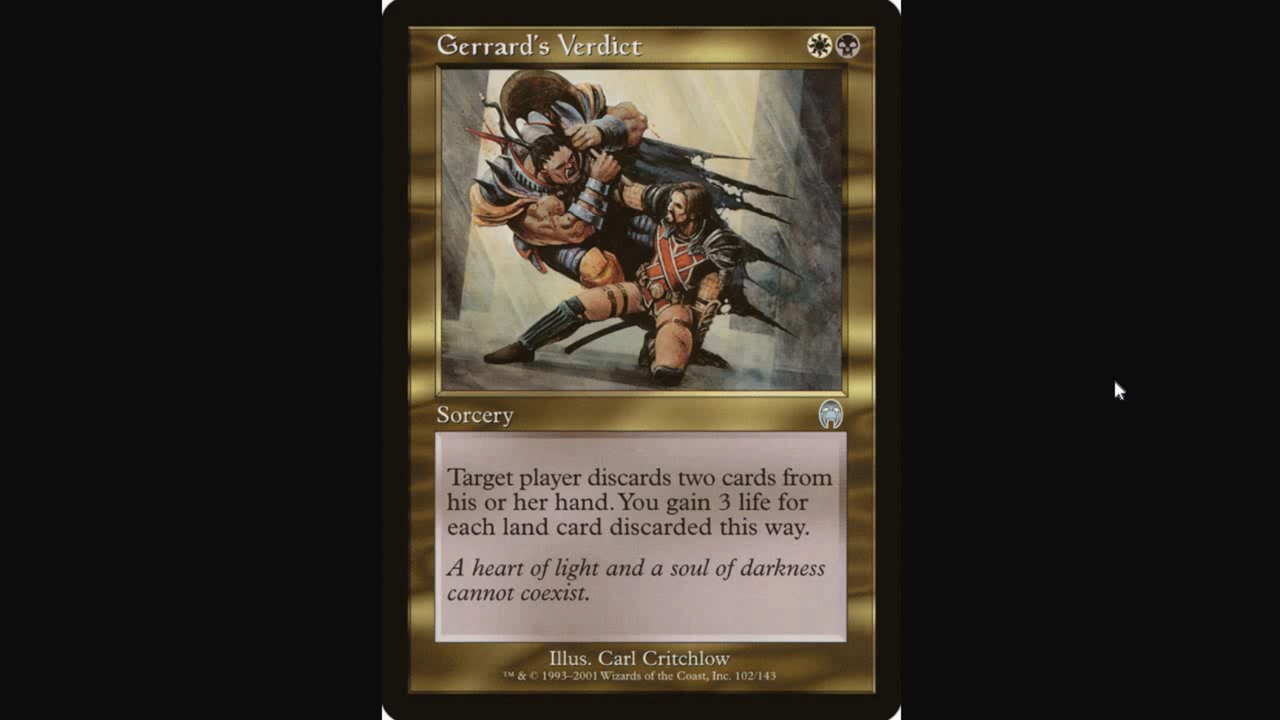 Gerrard's Verdict
Sorcery
Target player discards two cards from
his or her hand. You gain 3 life for
each land card discarded this way.
A heart of light and a soul of darkness
cannot coexist.
Illus. Carl Critchlow
™ & © 1993–2001 Wizards of the Coast, Inc. 102/143